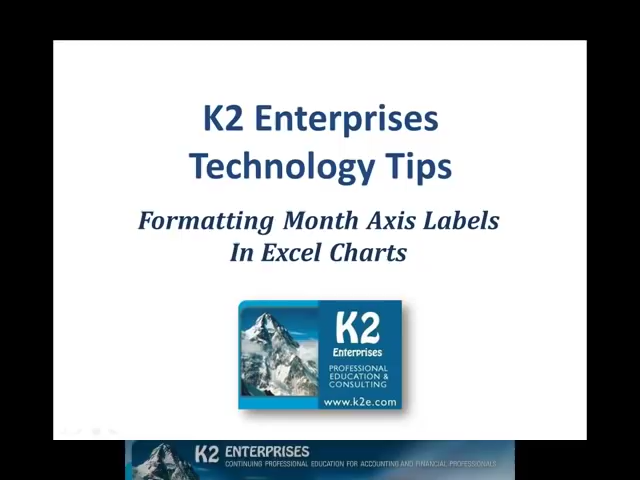 K2 Enterprises
Technology Tips
Formatting Month Axis Labels
In Excel Charts
K2
Enterprises
PROFESSIONAL
EDUCATION &
CONSULTING
www.k2e.com
K2 ENTERPRISES
CONTINUING PROFESSIONAL EDUCATION FOR ACCOUNTING AND FINANCIAL PROFESSIONALS